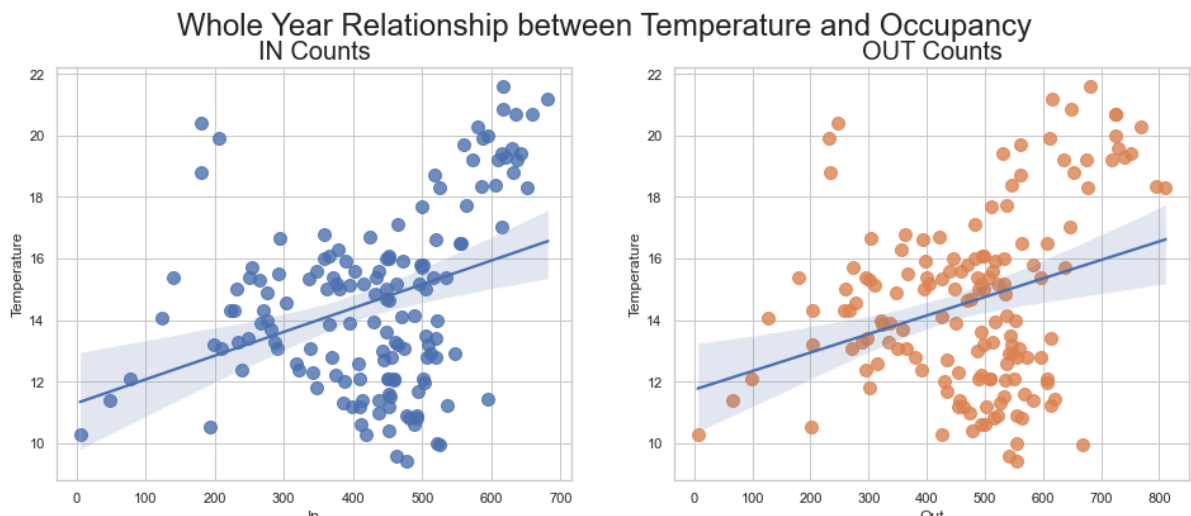 Whole Year Relationship between Temperature and Occupancy
IN Counts
OUT Counts
22
20
18
16
14
12
10
Temperature
0 100 200 300 400 500 600 700
In
22
20
18
16
14
12
10
Temperature
0 100 200 300 400 500 600 700 800
Out